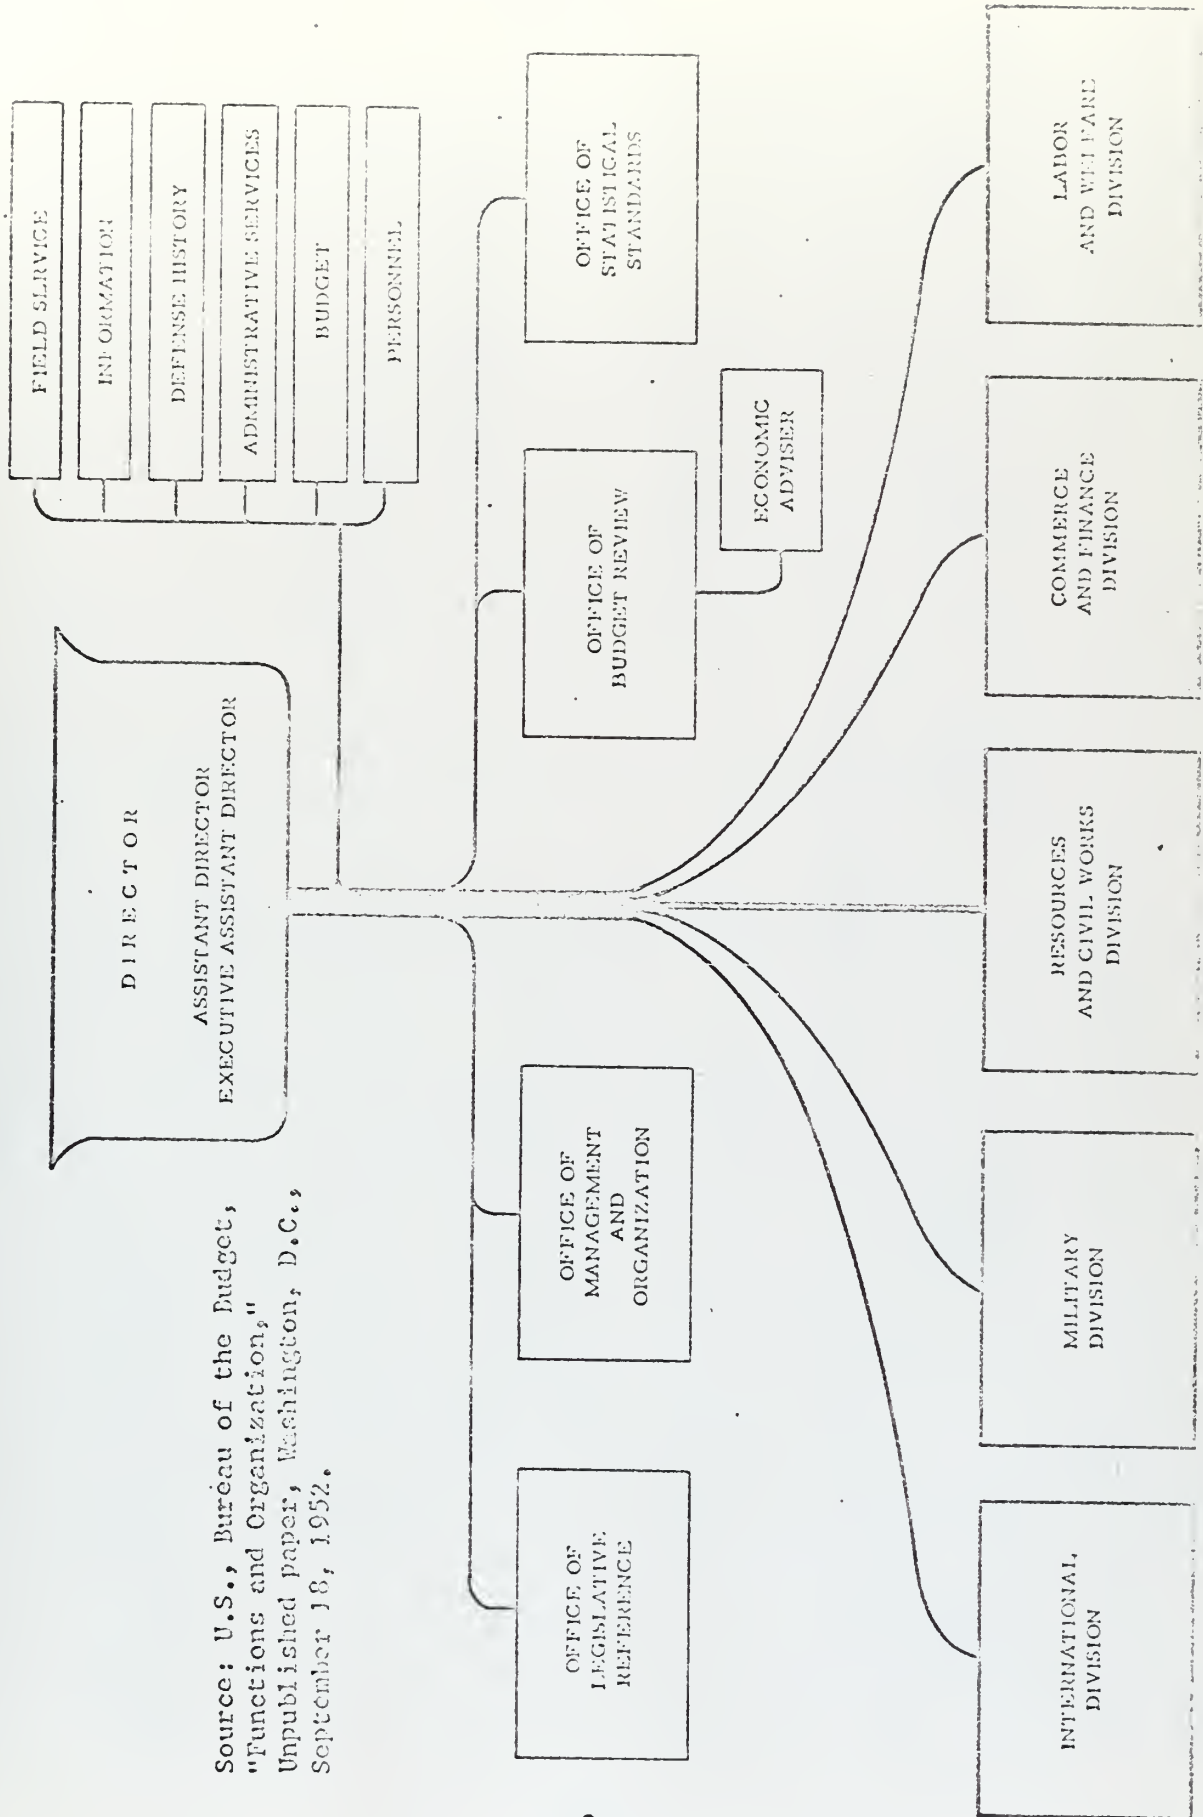 DIRECTOR
ASSISTANT DIRECTOR
EXECUTIVE ASSISTANT DIRECTOR
FIELD SERVICE
INFORMATION
DEFENSE HISTORY
ADMINISTRATIVE SERVICES
BUDGET
PERSONNEL
Source: U.S., Bureau of the Budget,
"Functions and Organization,"
Unpublished paper, Washington, D.C.,
September 18, 1952.
OFFICE OF
LEGISLATIVE
REFERENCE
OFFICE OF
MANAGEMENT
AND
ORGANIZATION
OFFICE OF
BUDGET REVIEW
OFFICE OF
STATISTICAL
STANDARDS
ECONOMIC
ADVISER
INTERNATIONAL
DIVISION
MILITARY
DIVISION
RESOURCES
AND CIVIL WORKS
DIVISION
COMMERCE
AND FINANCE
DIVISION
LABOR
AND WELFARE
DIVISION